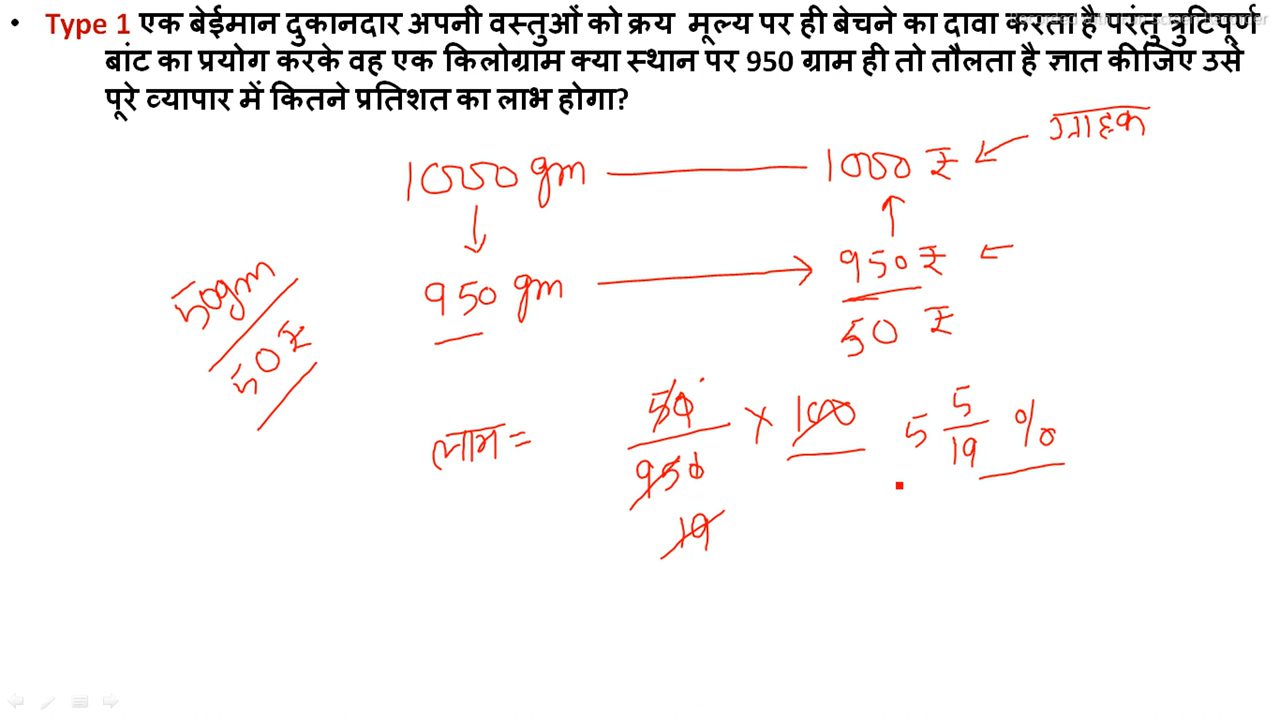 • Type 1 एक बेईमान दुकानदार अपनी वस्तुओं को क्रय मूल्य पर ही बेचने का दावा करता है परंतु त्रुटिपूर्ण
बांट का प्रयोग करके वह एक किलोग्राम क्या स्थान पर 950 ग्राम ही तो तौलता है ज्ञात कीजिए उसे
पूरे व्यापार में कितने प्रतिशत का लाभ होगा?
ग्राहक
1000 gm 1000 ₹
950 gm 950 ₹
50gm
50 ₹
50 ₹
लाभ = 50/950 × 100 5 5/19 %
19